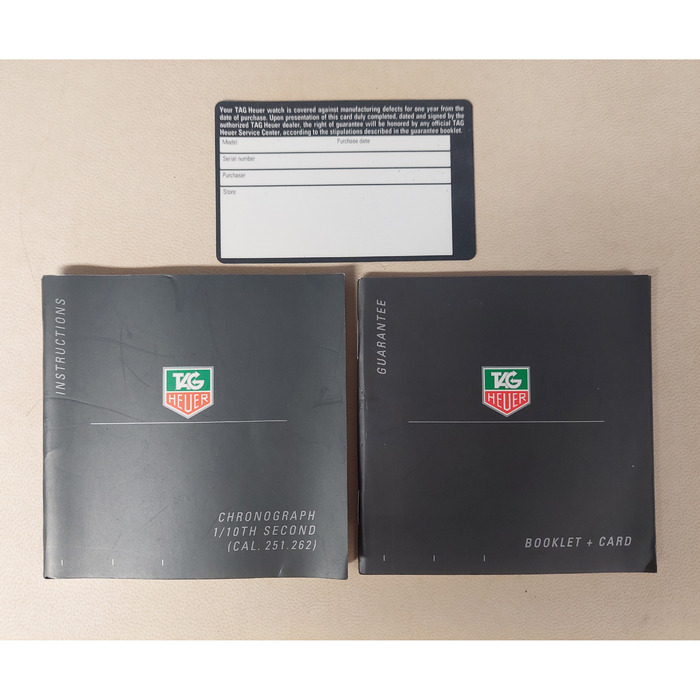 Your TAG Heuer watch is covered against manufacturing defects for one year from the
date of purchase. Upon presentation of this card duly completed, dated and signed by the
authorized TAG Heuer dealer, the right of guarantee will be honored by any official TAG
Heuer Service Center, according to the stipulations described in the guarantee booklet.
Model Purchase date
Serial number
Purchaser
Store
INSTRUCTIONS
TAG
HEUER
CHRONOGRAPH
1/10TH SECOND
(CAL. 251.262)
GUARANTEE
TAG
HEUER
BOOKLET + CARD